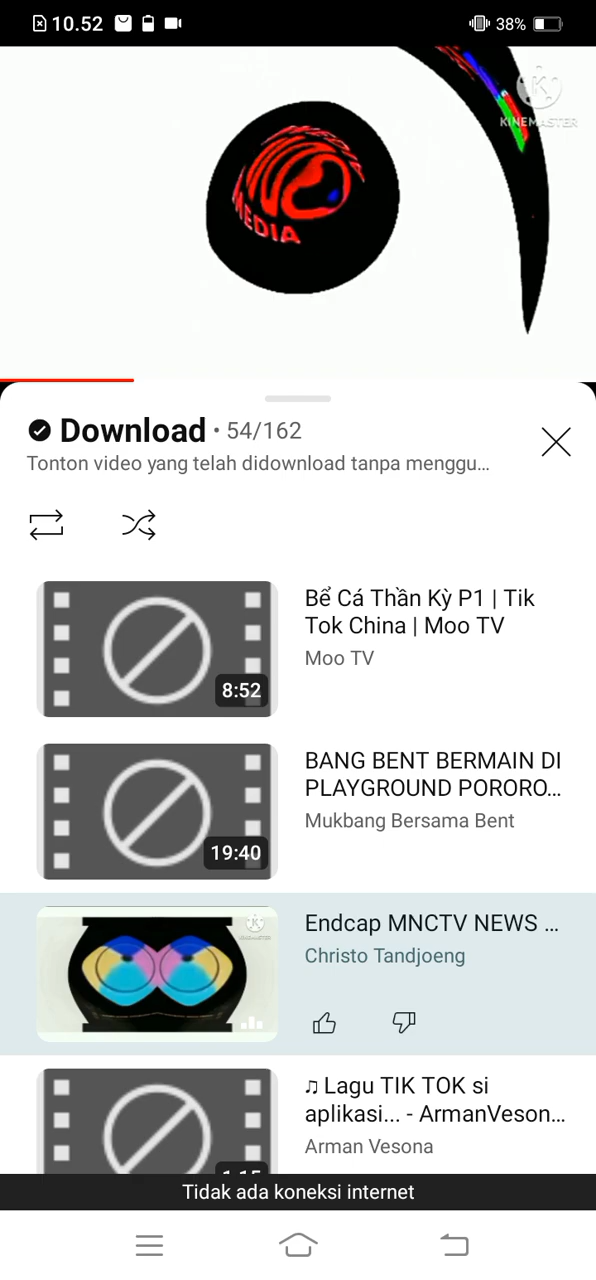 10.52
38%
KINEMASTER
MEDIA
Download • 54/162
Tonton video yang telah didownload tanpa menggu...
8:52
Bể Cá Thần Kỳ P1 | Tik
Tok China | Moo TV
Moo TV
19:40
BANG BENT BERMAIN DI
PLAYGROUND PORORO...
Mukbang Bersama Bent
KINEMASTER
Endcap MNCTV NEWS ...
Christo Tandjoeng
♫ Lagu TIK TOK si
aplikasi... - ArmanVeson...
Arman Vesona
Tidak ada koneksi internet